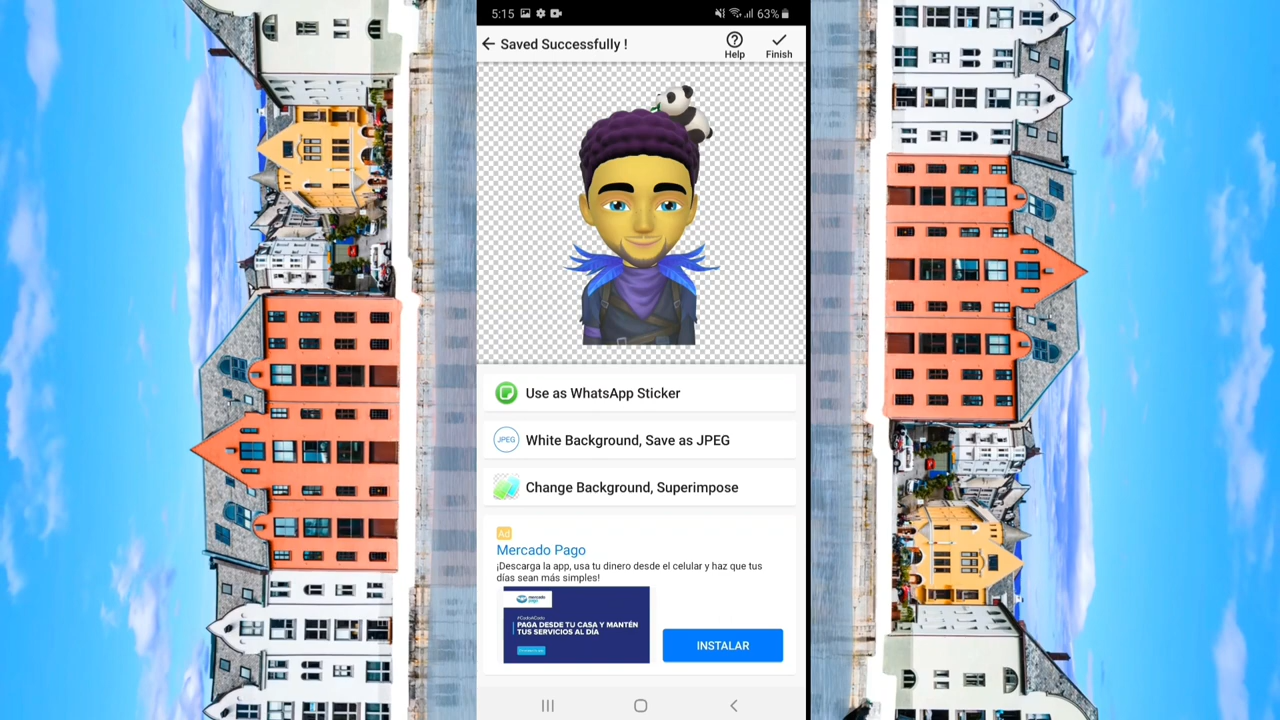 5:15
63%
Saved Successfully !
Help
Finish
Use as WhatsApp Sticker
JPEG
White Background, Save as JPEG
Change Background, Superimpose
Ad
Mercado Pago
¡Descarga la app, usa tu dinero desde el celular y haz que tus
días sean más simples!
mercado
pago
PAGA DESDE TU CASA Y MANTÉN
TUS SERVICIOS AL DÍA
INSTALAR